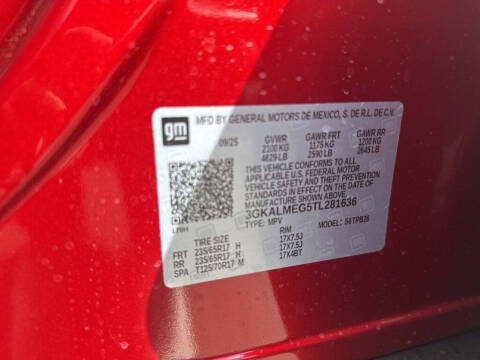 gm MFD BY GENERAL MOTORS DE MEXICO, S. DE R.L. DE C.V.
09/25 GVWR GAWR FRT GAWR RR
2100 KG 1175 KG 1200 KG
4629 LB 2590 LB 2645 LB
THIS VEHICLE CONFORMS TO ALL
APPLICABLE U.S. FEDERAL MOTOR
VEHICLE SAFETY AND THEFT PREVENTION
STANDARDS IN EFFECT ON THE DATE OF
MANUFACTURE SHOWN ABOVE.
3GKALMEG5TL281636
TYPE: MPV MODEL: 56TPB26
TIRE SIZE RIM
FRT 235/65R17 H 17X7.5J
RR 235/65R17 H 17X7.5J
SPA T125/70R17 M 17X4BT